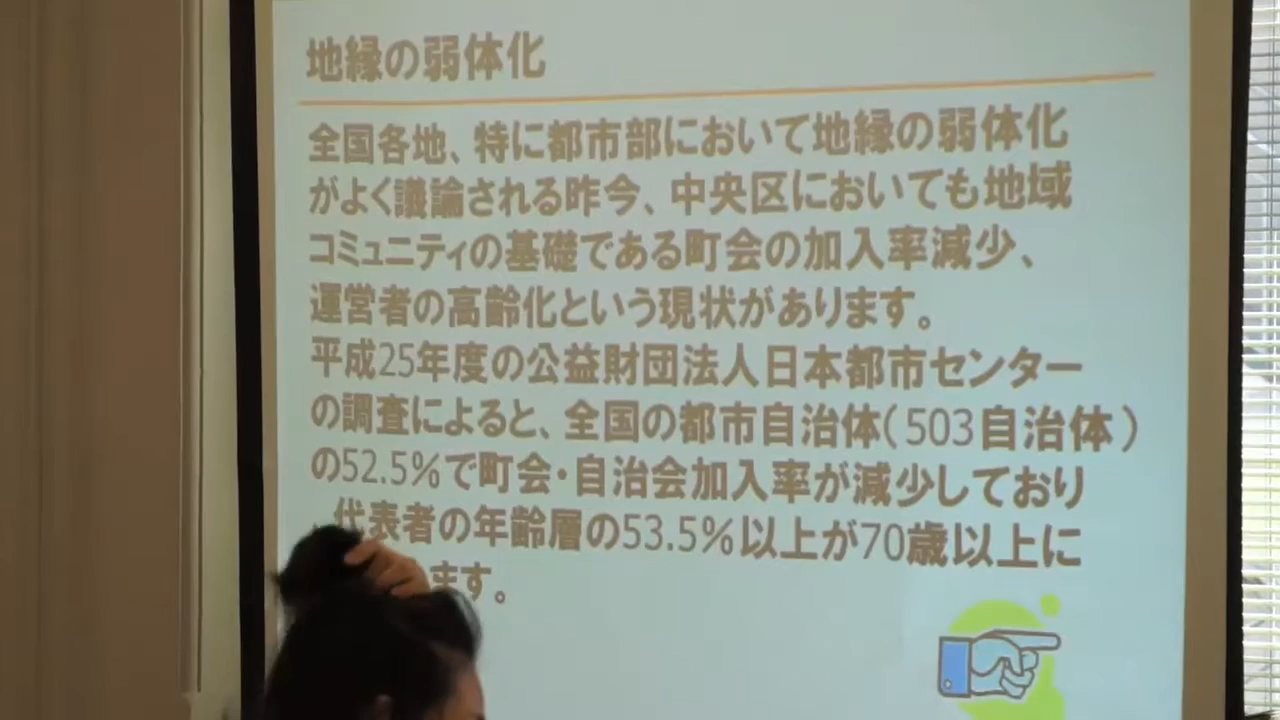 地縁の弱体化
全国各地、特に都市部において地縁の弱体化
がよく議論される昨今、中央区においても地域
コミュニティの基礎である町会の加入率減少、
運営者の高齢化という現状があります。
平成25年度の公益財団法人日本都市センター
の調査によると、全国の都市自治体(503自治体)
の52.5%で町会・自治会加入率が減少しており
代表者の年齢層の53.5%以上が70歳以上に
ます。